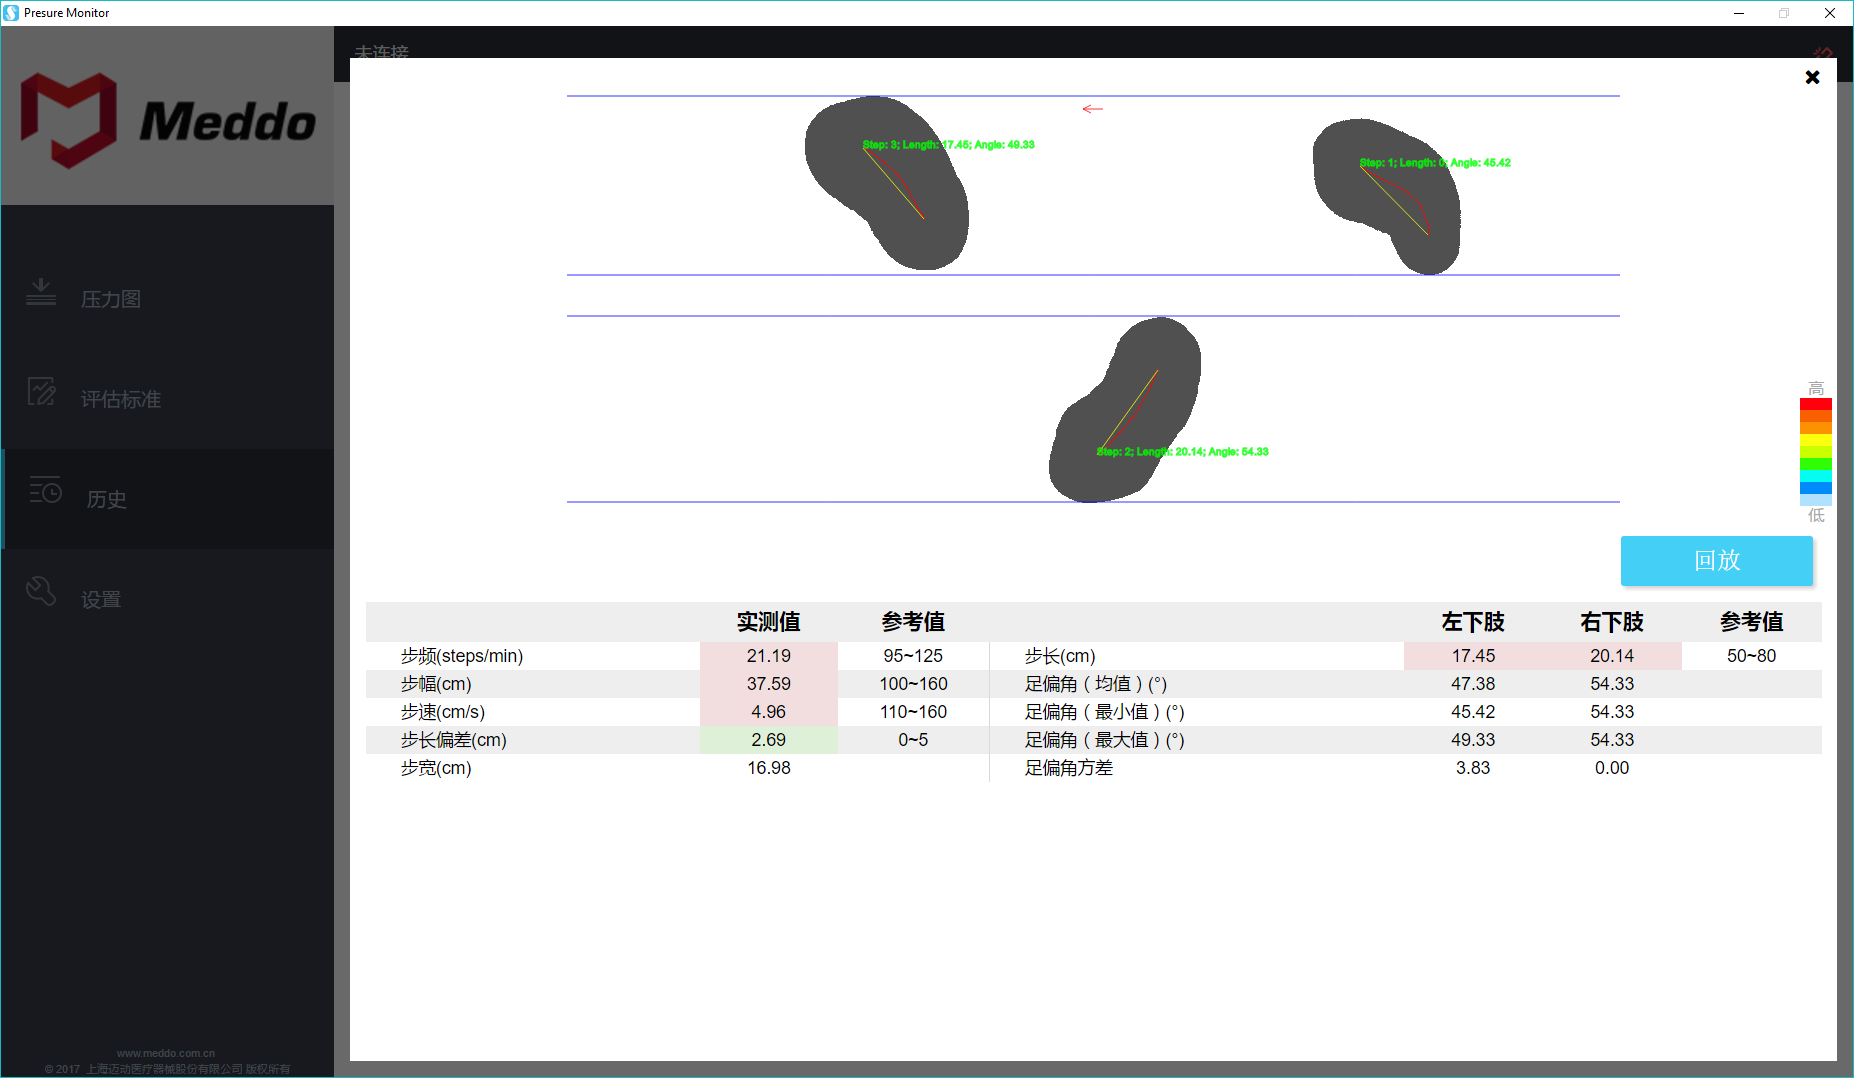 Presure Monitor
未连接
Meddo
压力图
评估标准
历史
设置
www.meddo.com.cn
© 2017 上海迈动医疗器械股份有限公司 版权所有
Step: 3; Length: 17.45; Angle: 49.33
Step: 1; Length: 0; Angle: 45.42
Step: 2; Length: 20.14; Angle: 54.33
高
低
回放
实测值 参考值 左下肢 右下肢 参考值
步频(steps/min) 21.19 95~125 步长(cm) 17.45 20.14 50~80
步幅(cm) 37.59 100~160 足偏角（均值）(°) 47.38 54.33
步速(cm/s) 4.96 110~160 足偏角（最小值）(°) 45.42 54.33
步长偏差(cm) 2.69 0~5 足偏角（最大值）(°) 49.33 54.33
步宽(cm) 16.98 足偏角方差 3.83 0.00